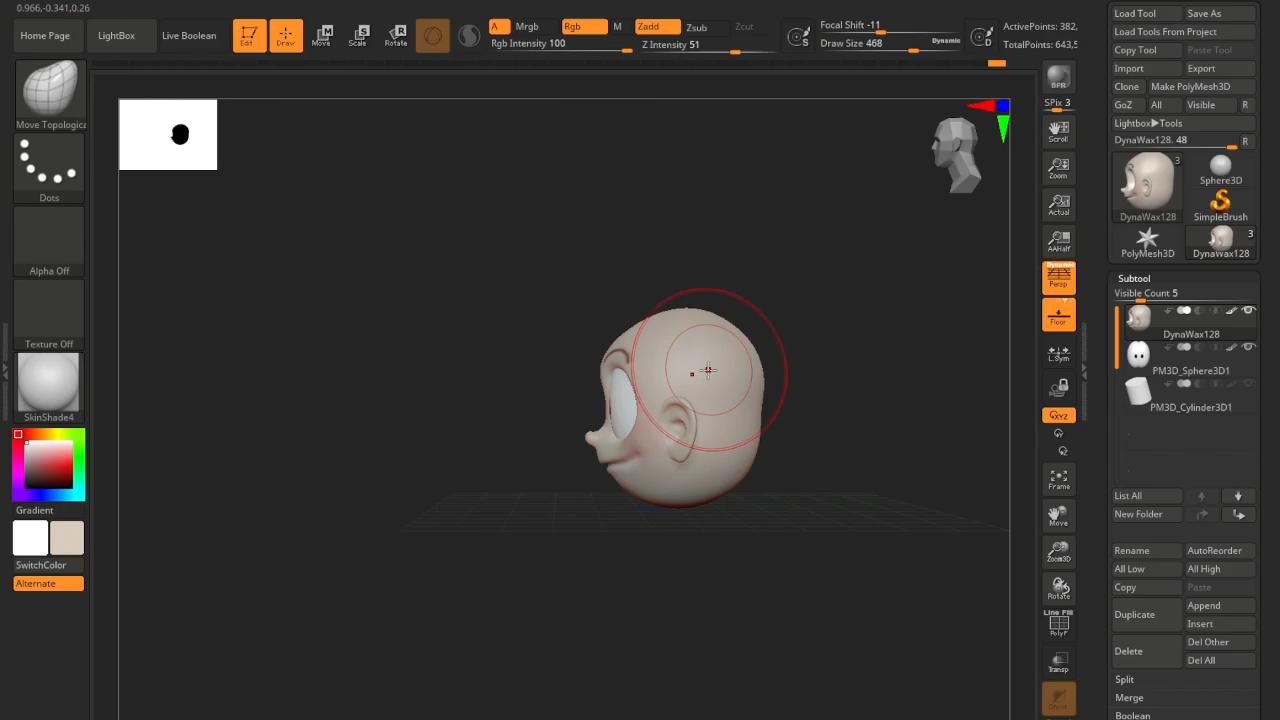 0.966,-0.341,0.26
Home Page
LightBox
Live Boolean
Edit
Draw
Move
Scale
Rotate
A
Mrgb
Rgb
M
Zadd
Zsub
Zcut
Rgb Intensity 100
Z Intensity 51
S
Focal Shift -11
Draw Size 468
Dynamic
D
ActivePoints: 382,
TotalPoints: 643,5
Move Topologica
Dots
Alpha Off
Texture Off
SkinShade4
Gradient
SwitchColor
Alternate
BPR
SPix 3
Scroll
Zoom
Actual
AAHalf
Dynamic
Persp
Floor
L.Sym
XYZ
Y
Z
Frame
Move
Zoom3D
Rotate
Line Fill
PolyF
Transp
Ghost
Load Tool
Save As
Load Tools From Project
Copy Tool
Paste Tool
Import
Export
Clone
Make PolyMesh3D
GoZ
All
Visible
R
Lightbox▶Tools
DynaWax128. 48
R
3
DynaWax128
Sphere3D
SimpleBrush
PolyMesh3D
3
DynaWax128
Subtool
Visible Count 5
DynaWax128
PM3D_Sphere3D1
PM3D_Cylinder3D1
List All
New Folder
Rename
AutoReorder
All Low
All High
Copy
Paste
Duplicate
Append
Insert
Delete
Del Other
Del All
Split
Merge
Boolean